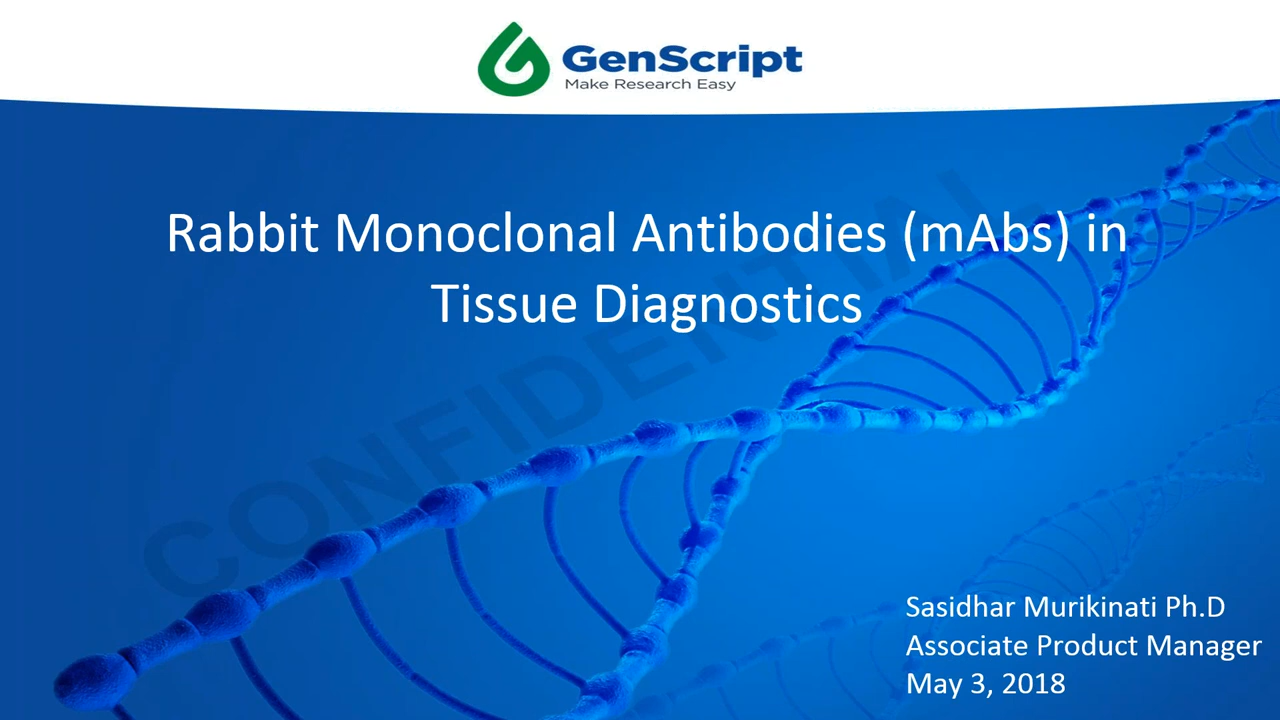 GenScript
Make Research Easy
Rabbit Monoclonal Antibodies (mAbs) in
Tissue Diagnostics
CONFIDENTIAL
Sasidhar Murikinati Ph.D
Associate Product Manager
May 3, 2018